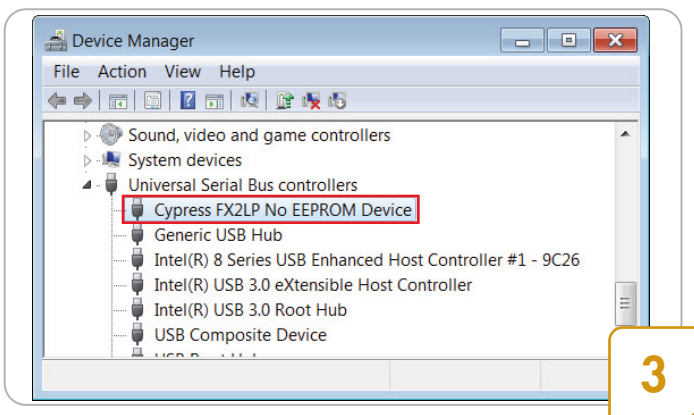 Device Manager
File Action View Help
Sound, video and game controllers
System devices
Universal Serial Bus controllers
Cypress FX2LP No EEPROM Device
Generic USB Hub
Intel(R) 8 Series USB Enhanced Host Controller #1 - 9C26
Intel(R) USB 3.0 eXtensible Host Controller
Intel(R) USB 3.0 Root Hub
USB Composite Device
3